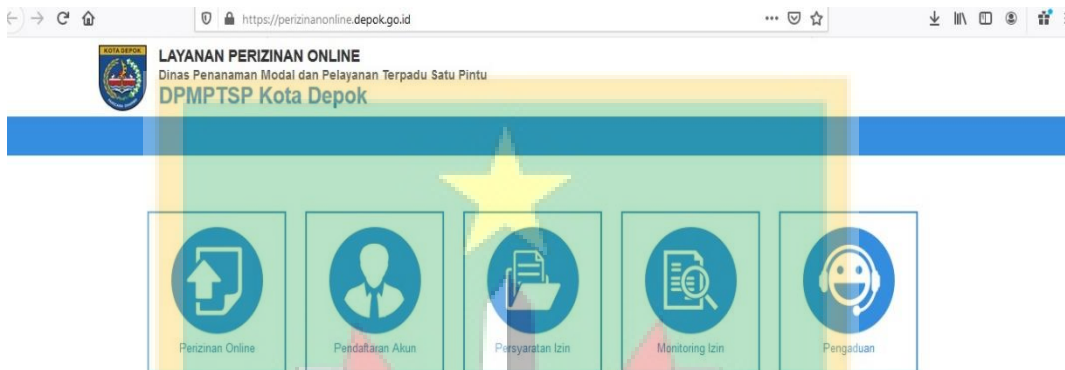 https://perizinanonline.depok.go.id
KOTA DEPOK
LAYANAN PERIZINAN ONLINE
Dinas Penanaman Modal dan Pelayanan Terpadu Satu Pintu
DPMPTSP Kota Depok
Perizinan Online
Pendaftaran Akun
Persyaratan Izin
Monitoring Izin
Pengaduan